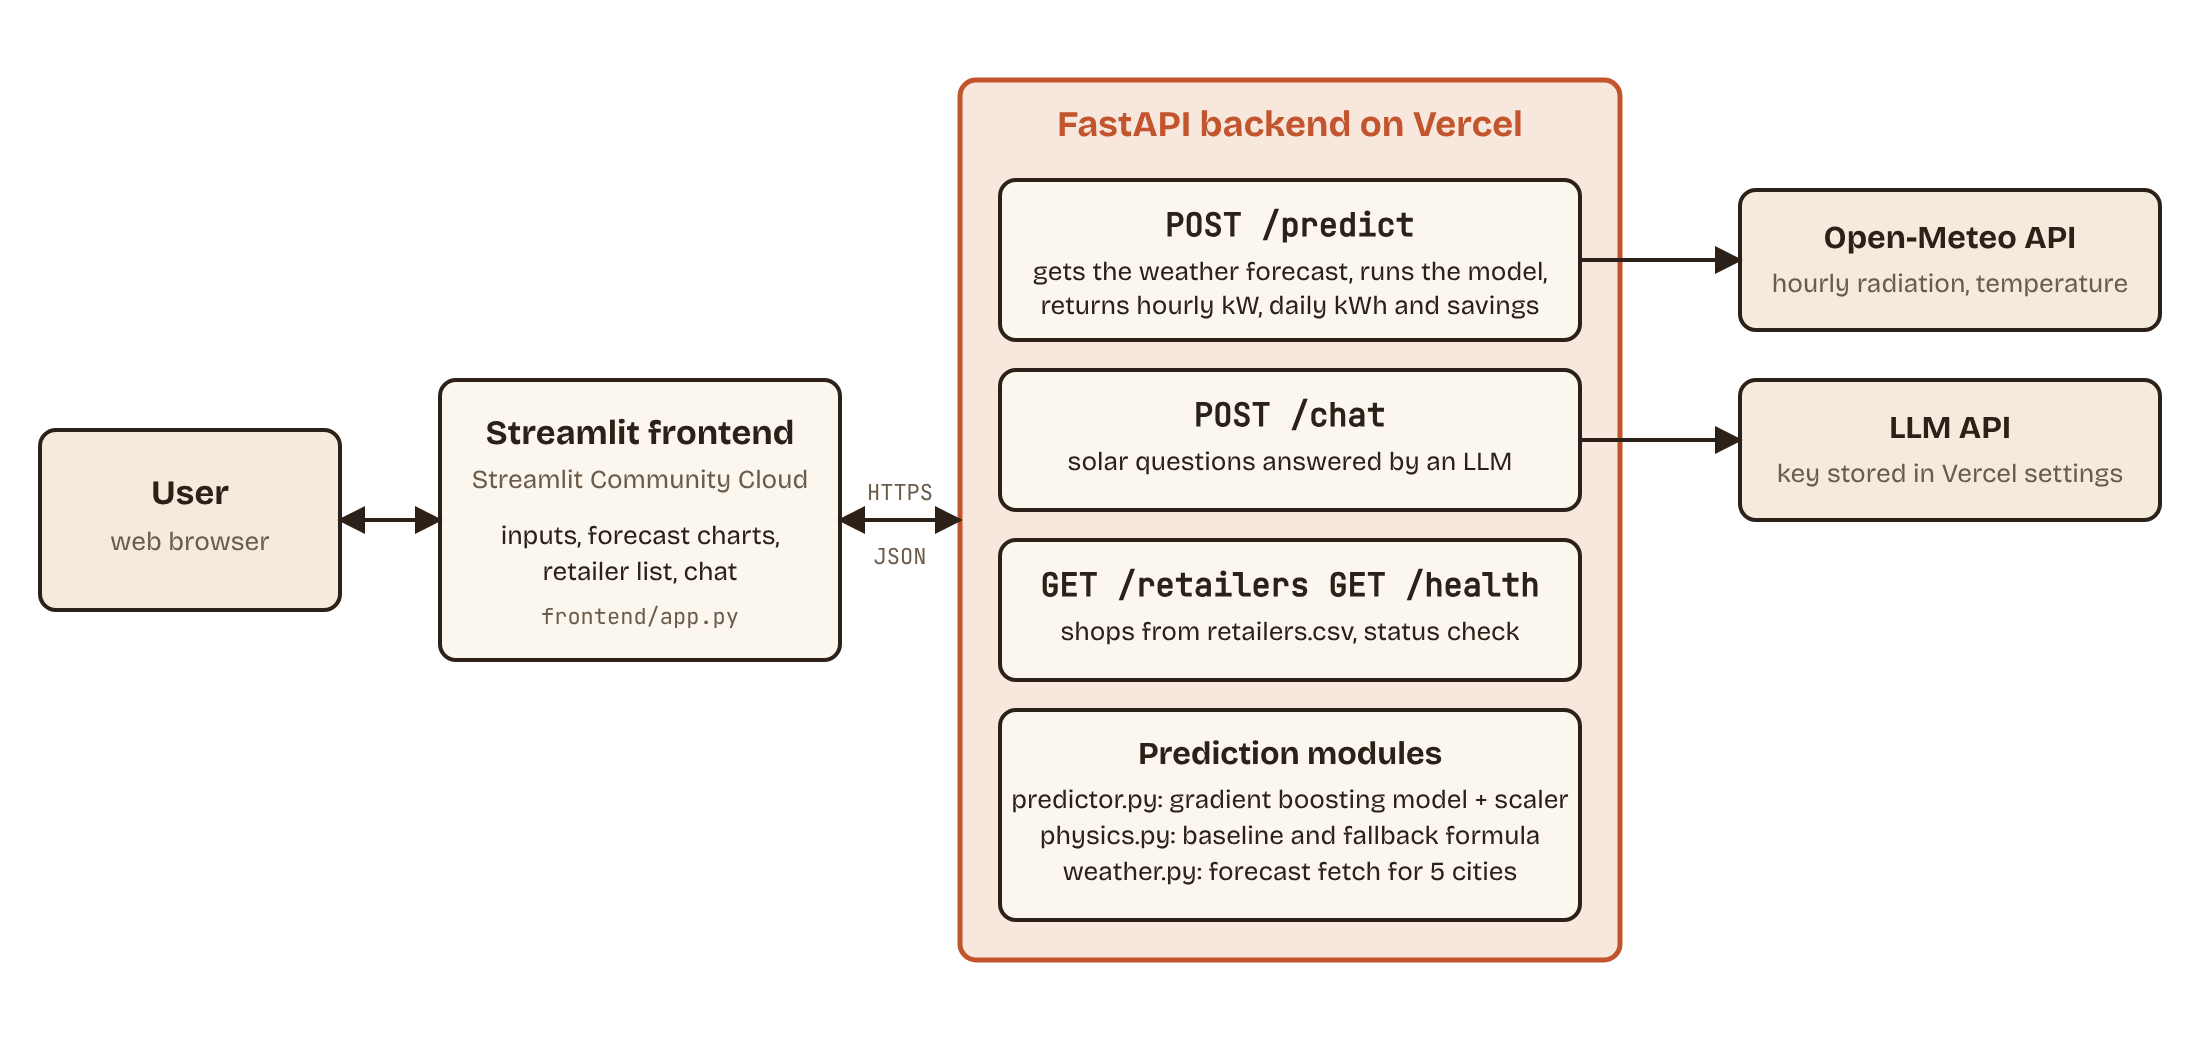 User
web browser
Streamlit frontend
Streamlit Community Cloud
inputs, forecast charts,
retailer list, chat
frontend/app.py
HTTPS
JSON
FastAPI backend on Vercel
POST /predict
gets the weather forecast, runs the model,
returns hourly kW, daily kWh and savings
POST /chat
solar questions answered by an LLM
GET /retailers GET /health
shops from retailers.csv, status check
Prediction modules
predictor.py: gradient boosting model + scaler
physics.py: baseline and fallback formula
weather.py: forecast fetch for 5 cities
Open-Meteo API
hourly radiation, temperature
LLM API
key stored in Vercel settings